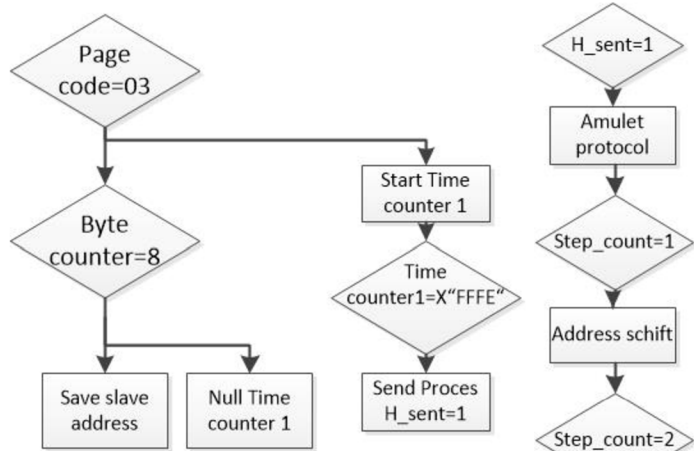 Page
code=03
Byte
counter=8
Save slave
address
Null Time
counter 1
Start Time
counter 1
Time
counter1=X“FFFE“
Send Proces
H_sent=1
H_sent=1
Amulet
protocol
Step_count=1
Address schift
Step_count=2